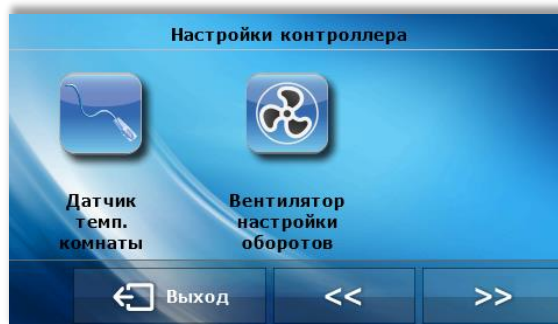 Настройки контроллера
Датчик
темп.
комнаты
Вентилятор
настройки
оборотов
Выход
<<
>>